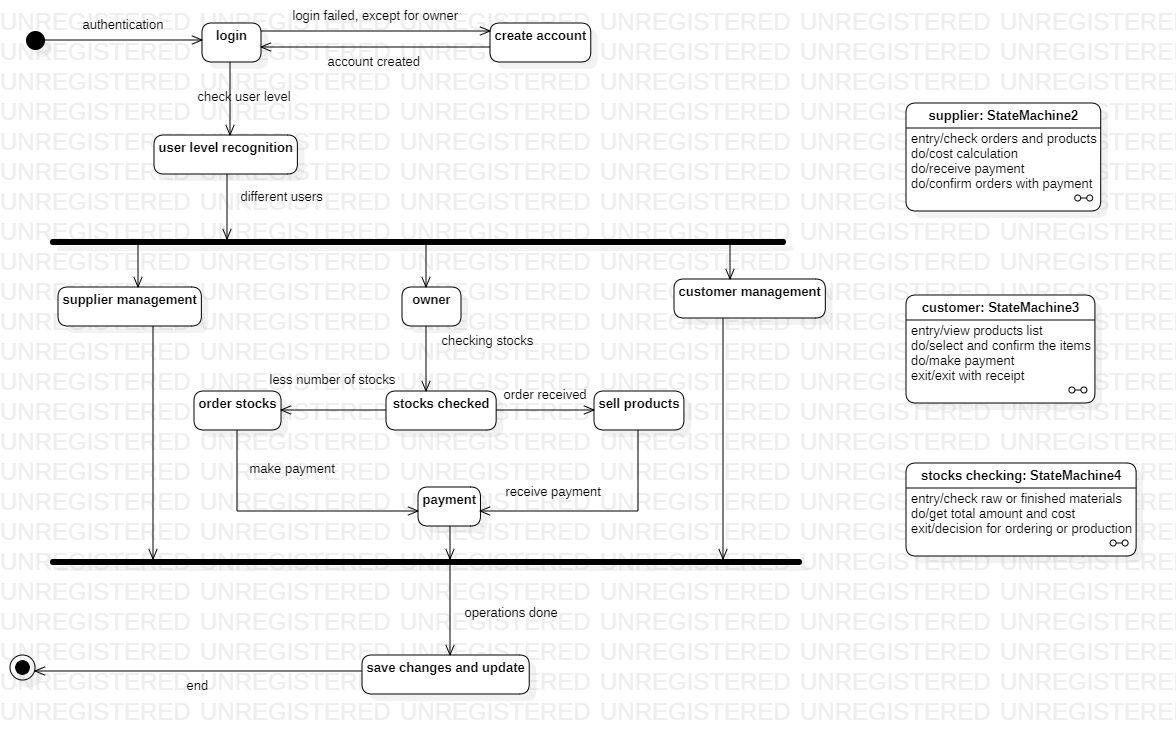 login failed, except for owner
authentication
login
create account
account created
check user level
user level recognition
different users
supplier management
owner
customer management
checking stocks
less number of stocks
order received
order stocks
stocks checked
sell products
make payment
receive payment
payment
operations done
save changes and update
end
supplier: StateMachine2
entry/check orders and products
do/cost calculation
do/receive payment
do/confirm orders with payment
customer: StateMachine3
entry/view products list
do/select and confirm the items
do/make payment
exit/exit with receipt
stocks checking: StateMachine4
entry/check raw or finished materials
do/get total amount and cost
exit/decision for ordering or production
UNREGISTERED